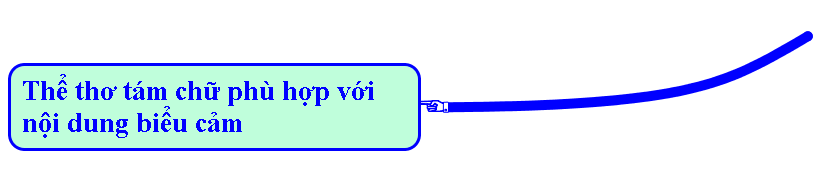 Thể thơ tám chữ phù hợp với
nội dung biểu cảm